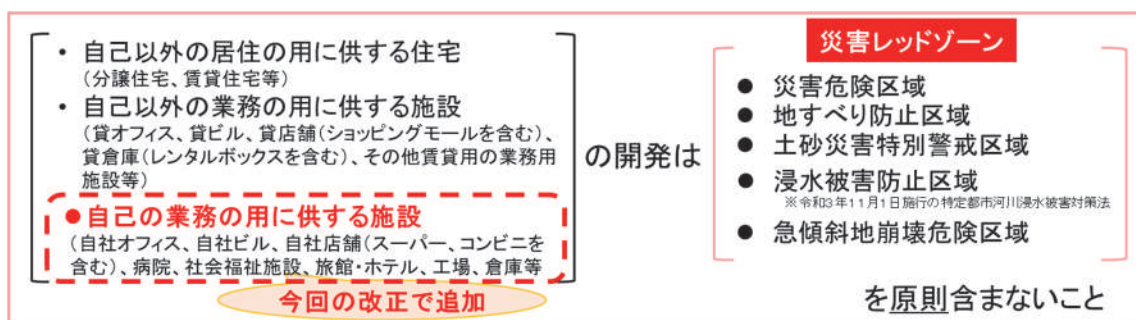 ・ 自己以外の居住の用に供する住宅
(分譲住宅、賃貸住宅等)
・ 自己以外の業務の用に供する施設
(貸オフィス、貸ビル、貸店舗(ショッピングモールを含む)、
貸倉庫(レンタルボックスを含む)、その他賃貸用の業務用
施設等)
●自己の業務の用に供する施設
(自社オフィス、自社ビル、自社店舗(スーパー、コンビニを
含む)、病院、社会福祉施設、旅館・ホテル、工場、倉庫等
今回の改正で追加
の開発は
災害レッドゾーン
● 災害危険区域
● 地すべり防止区域
● 土砂災害特別警戒区域
● 浸水被害防止区域
※令和3年11月1日施行の特定都市河川浸水被害対策法
● 急傾斜地崩壊危険区域
を原則含まないこと